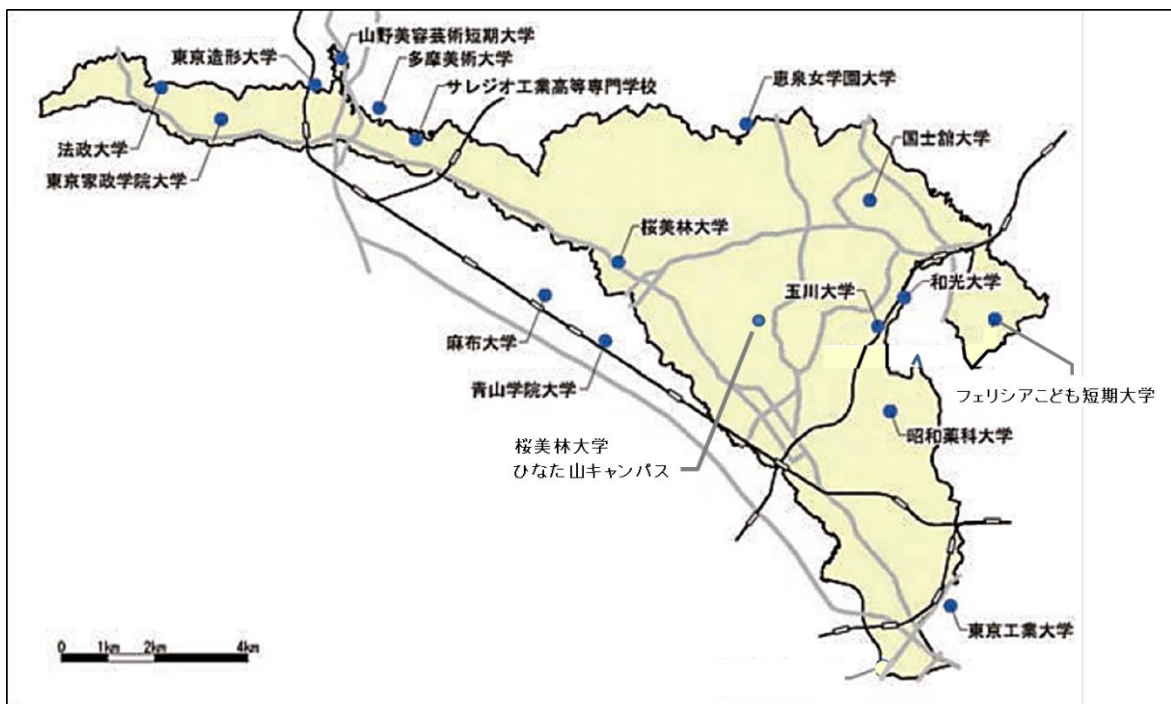 山野美容芸術短期大学
東京造形大学
多摩美術大学
サレジオ工業高等専門学校
恵泉女学園大学
国士舘大学
法政大学
東京家政学院大学
桜美林大学
玉川大学
和光大学
麻布大学
青山学院大学
フェリシアこども短期大学
昭和薬科大学
桜美林大学
ひなた山キャンパス
東京工業大学
0 1km 2km 4km